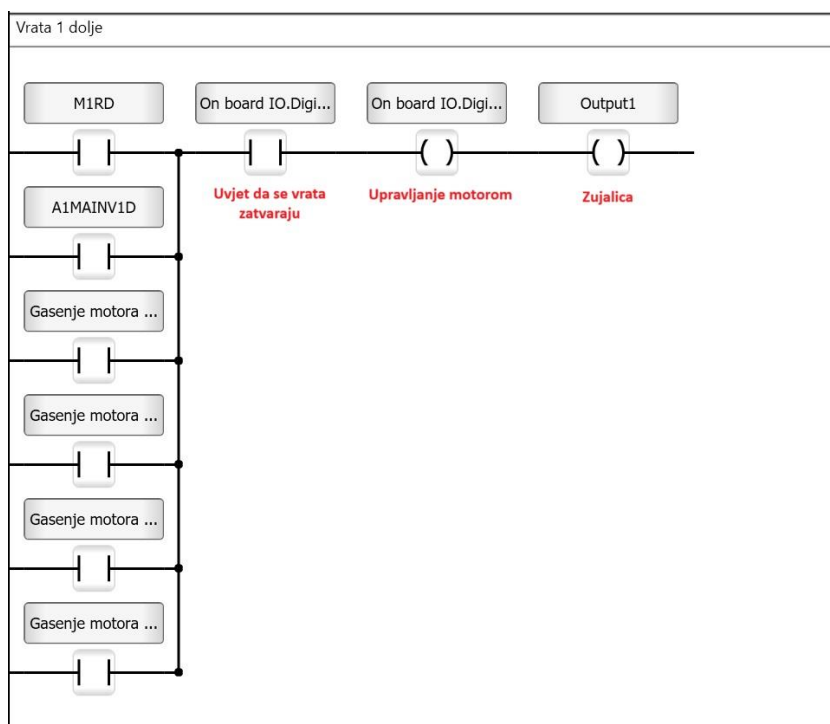 Vrata 1 dolje
M1RD
On board IO.Digi...
On board IO.Digi...
Output1
Uvjet da se vrata
zatvaraju
Upravljanje motorom
Zujalica
A1MAINV1D
Gasenje motora ...
Gasenje motora ...
Gasenje motora ...
Gasenje motora ...